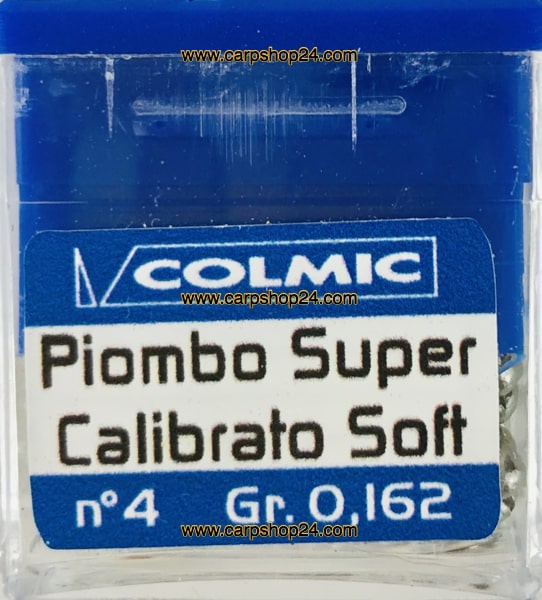 www.carpshop24.com
COLMIC
www.carpshop24.com
Piombo Super
Calibrato Soft
n°4 Gr. 0,162
www.carpshop24.com